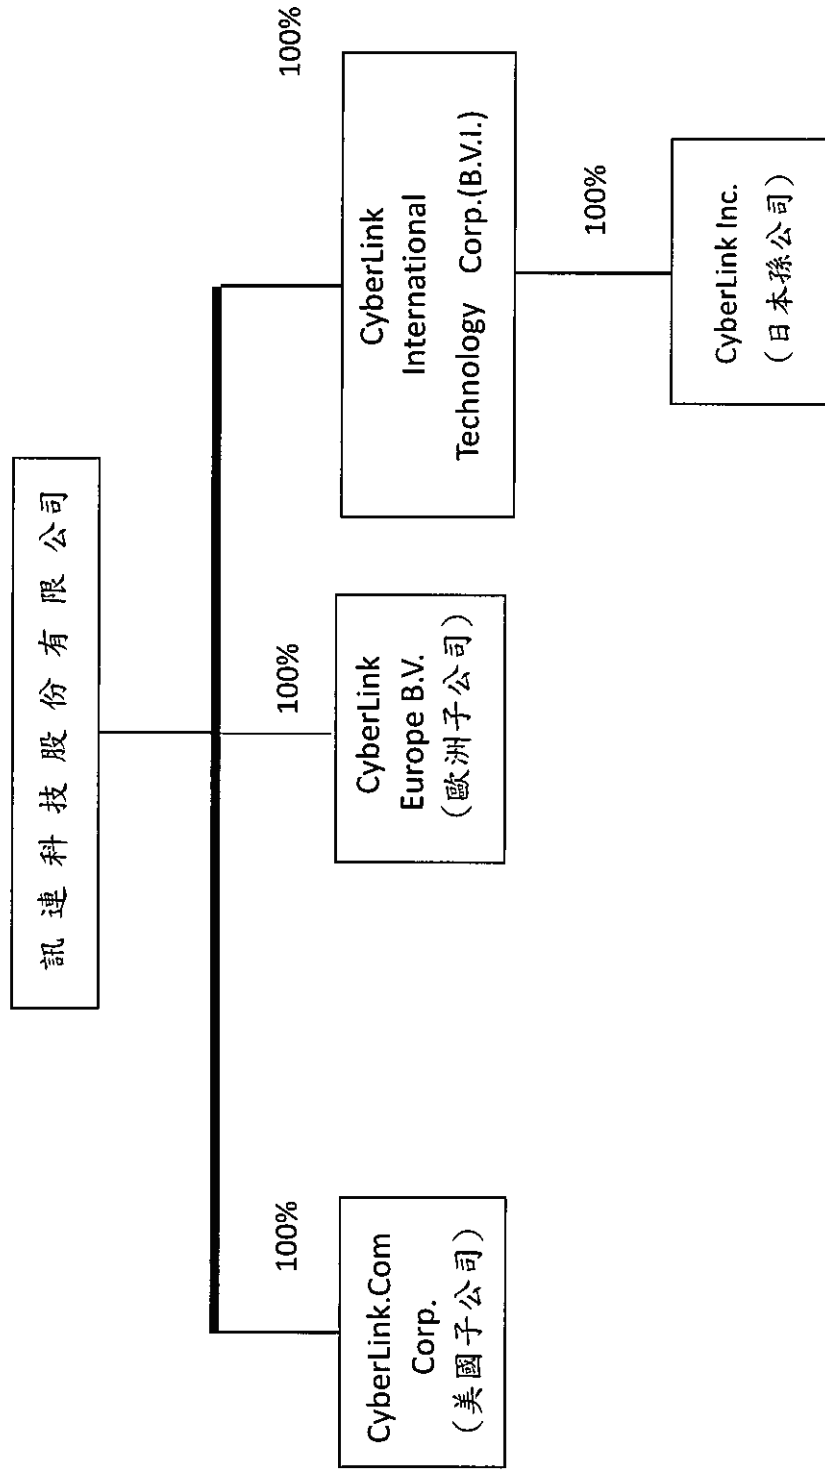 訊連科技股份有限公司
100%
CyberLink.Com
Corp.
（美國子公司）
100%
CyberLink
Europe B.V.
（歐洲子公司）
100%
CyberLink
International
Technology Corp.(B.V.I.)
100%
CyberLink Inc.
（日本孫公司）